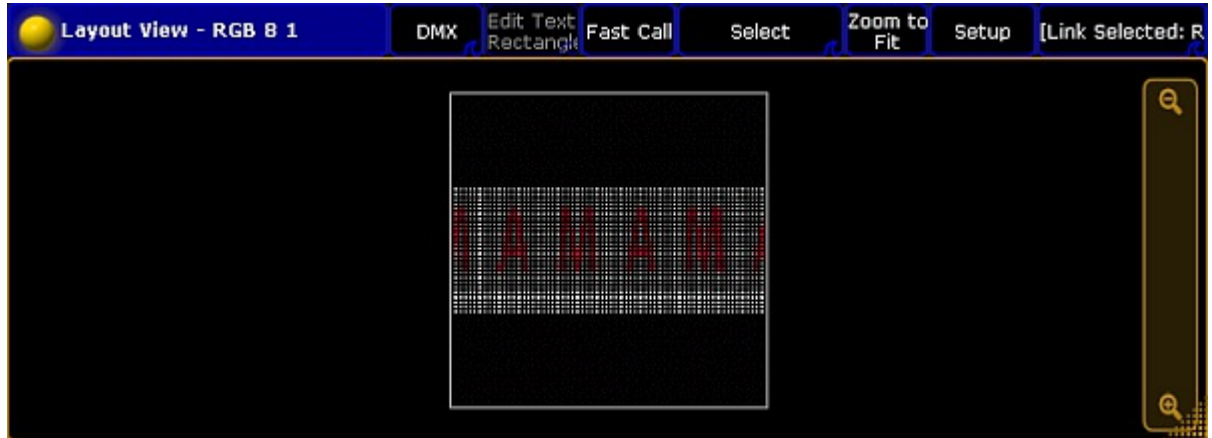 Layout View - RGB 8 1
DMX
Edit Text
Rectangle
Fast Call
Select
Zoom to
Fit
Setup
[Link Selected: R
M A M A M A